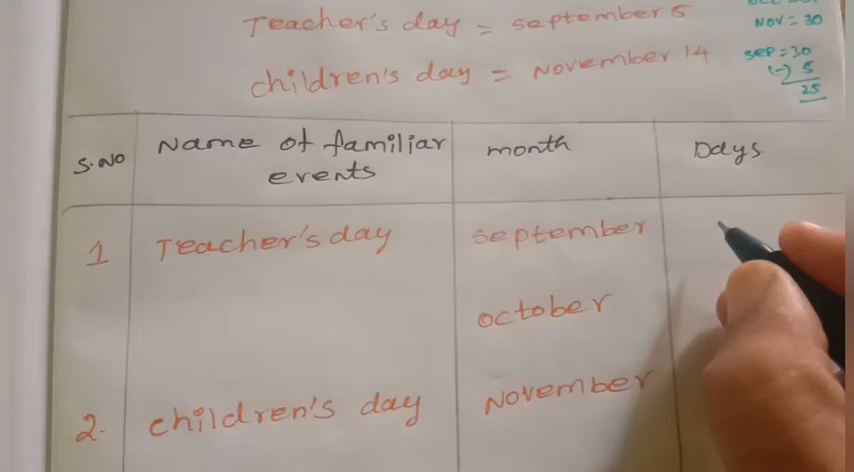 Teacher's day = september 5
NOV = 30
children's day = November 14
sep = 30
(-) 5
25
S.No Name of familiar events month Days
1 Teacher's day september
october
2. children's day November